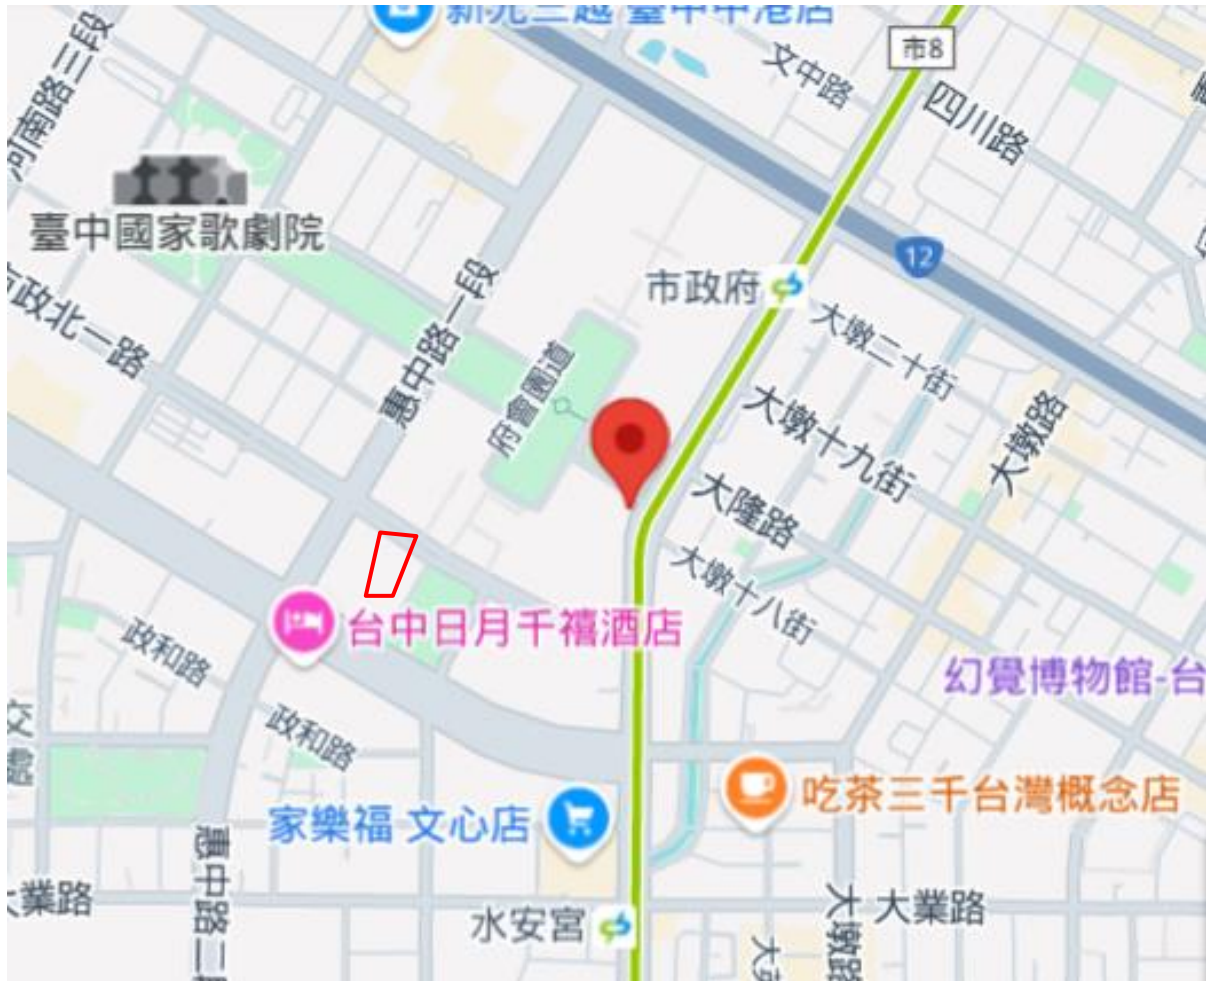 新光三越 臺中中港店
市8
文中路
四川路
河南路三段
臺中國家歌劇院
12
市政府
惠中路一段
大墩二十街
市政北一路
府會園道
大墩十九街
大墩路
大隆路
大墩十八街
台中日月千禧酒店
政和路
幻覺博物館-台
政和路
交
處
吃茶三千台灣概念店
家樂福 文心店
惠中路二
業路
大墩路
大業路
水安宮